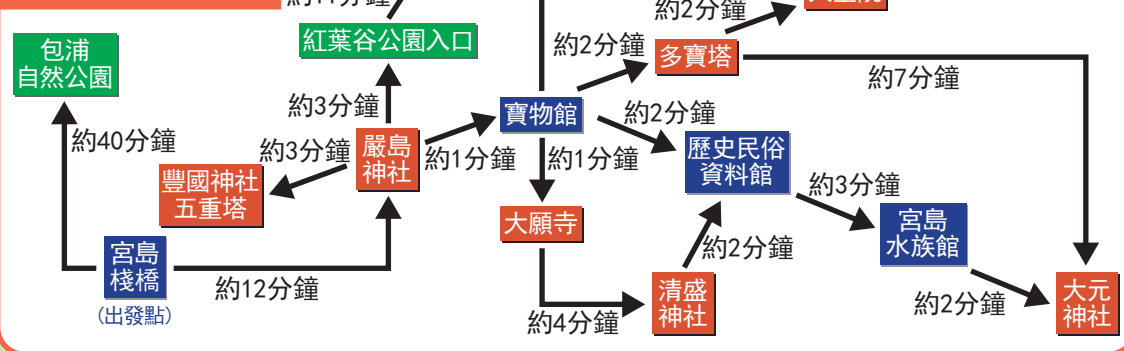 約2分鐘
包浦
自然公園
紅葉谷公園入口
約2分鐘
多寶塔
約7分鐘
約3分鐘
寶物館
約2分鐘
約40分鐘
約3分鐘
嚴島
神社
約1分鐘
約1分鐘
歷史民俗
資料館
豐國神社
五重塔
約3分鐘
大願寺
宮島
水族館
宮島
棧橋
約2分鐘
約12分鐘
清盛
神社
約2分鐘
大元
神社
(出發點)
約4分鐘